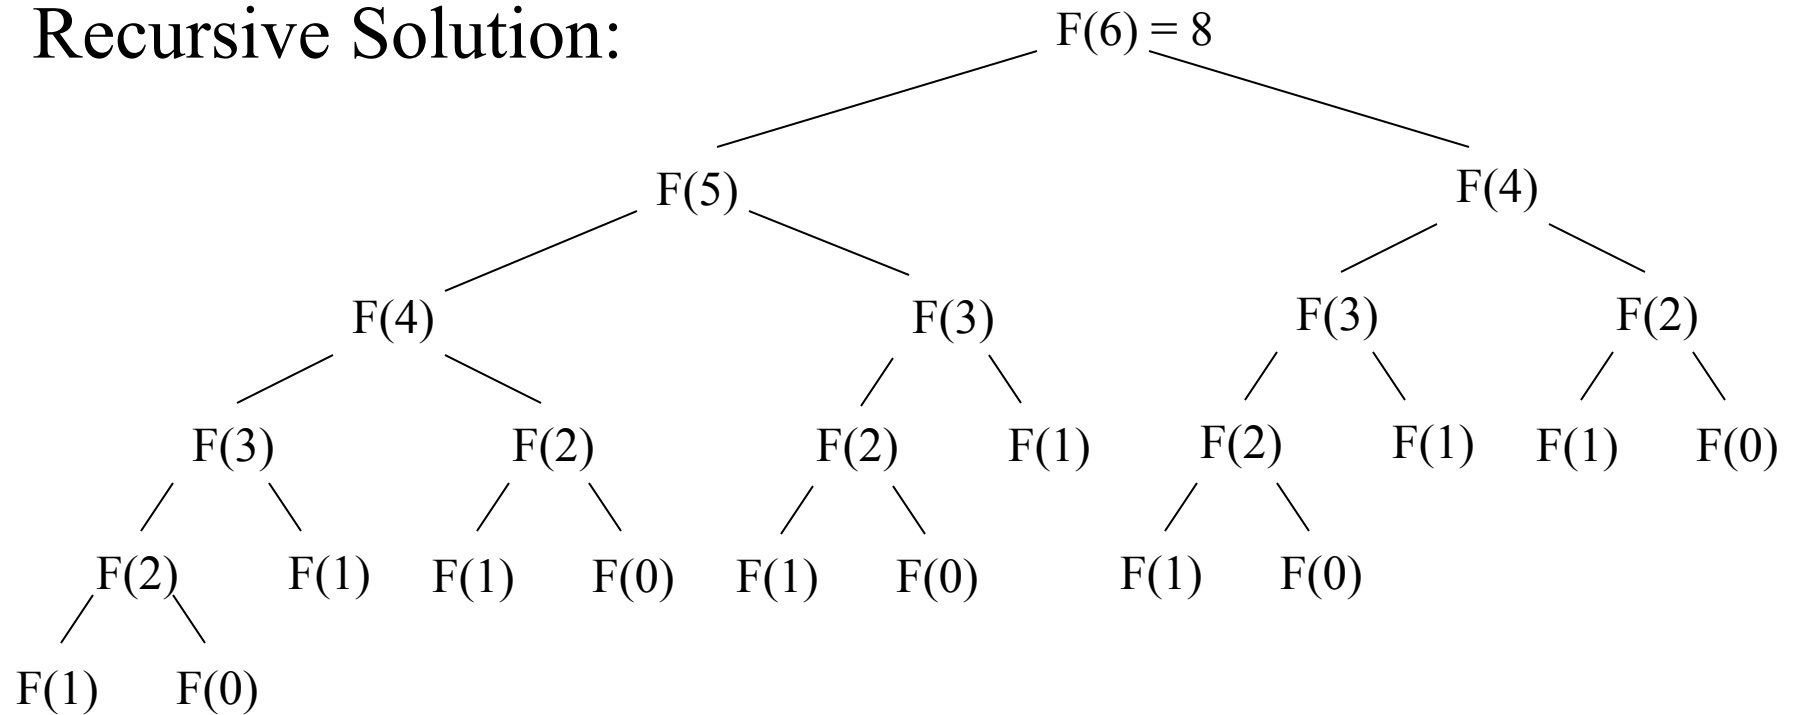 Recursive Solution:
F(6) = 8
F(5) F(4)
F(4) F(3) F(3) F(2)
F(3) F(2) F(2) F(1) F(2) F(1) F(1) F(0)
F(2) F(1) F(1) F(0) F(1) F(0) F(1) F(0)
F(1) F(0)